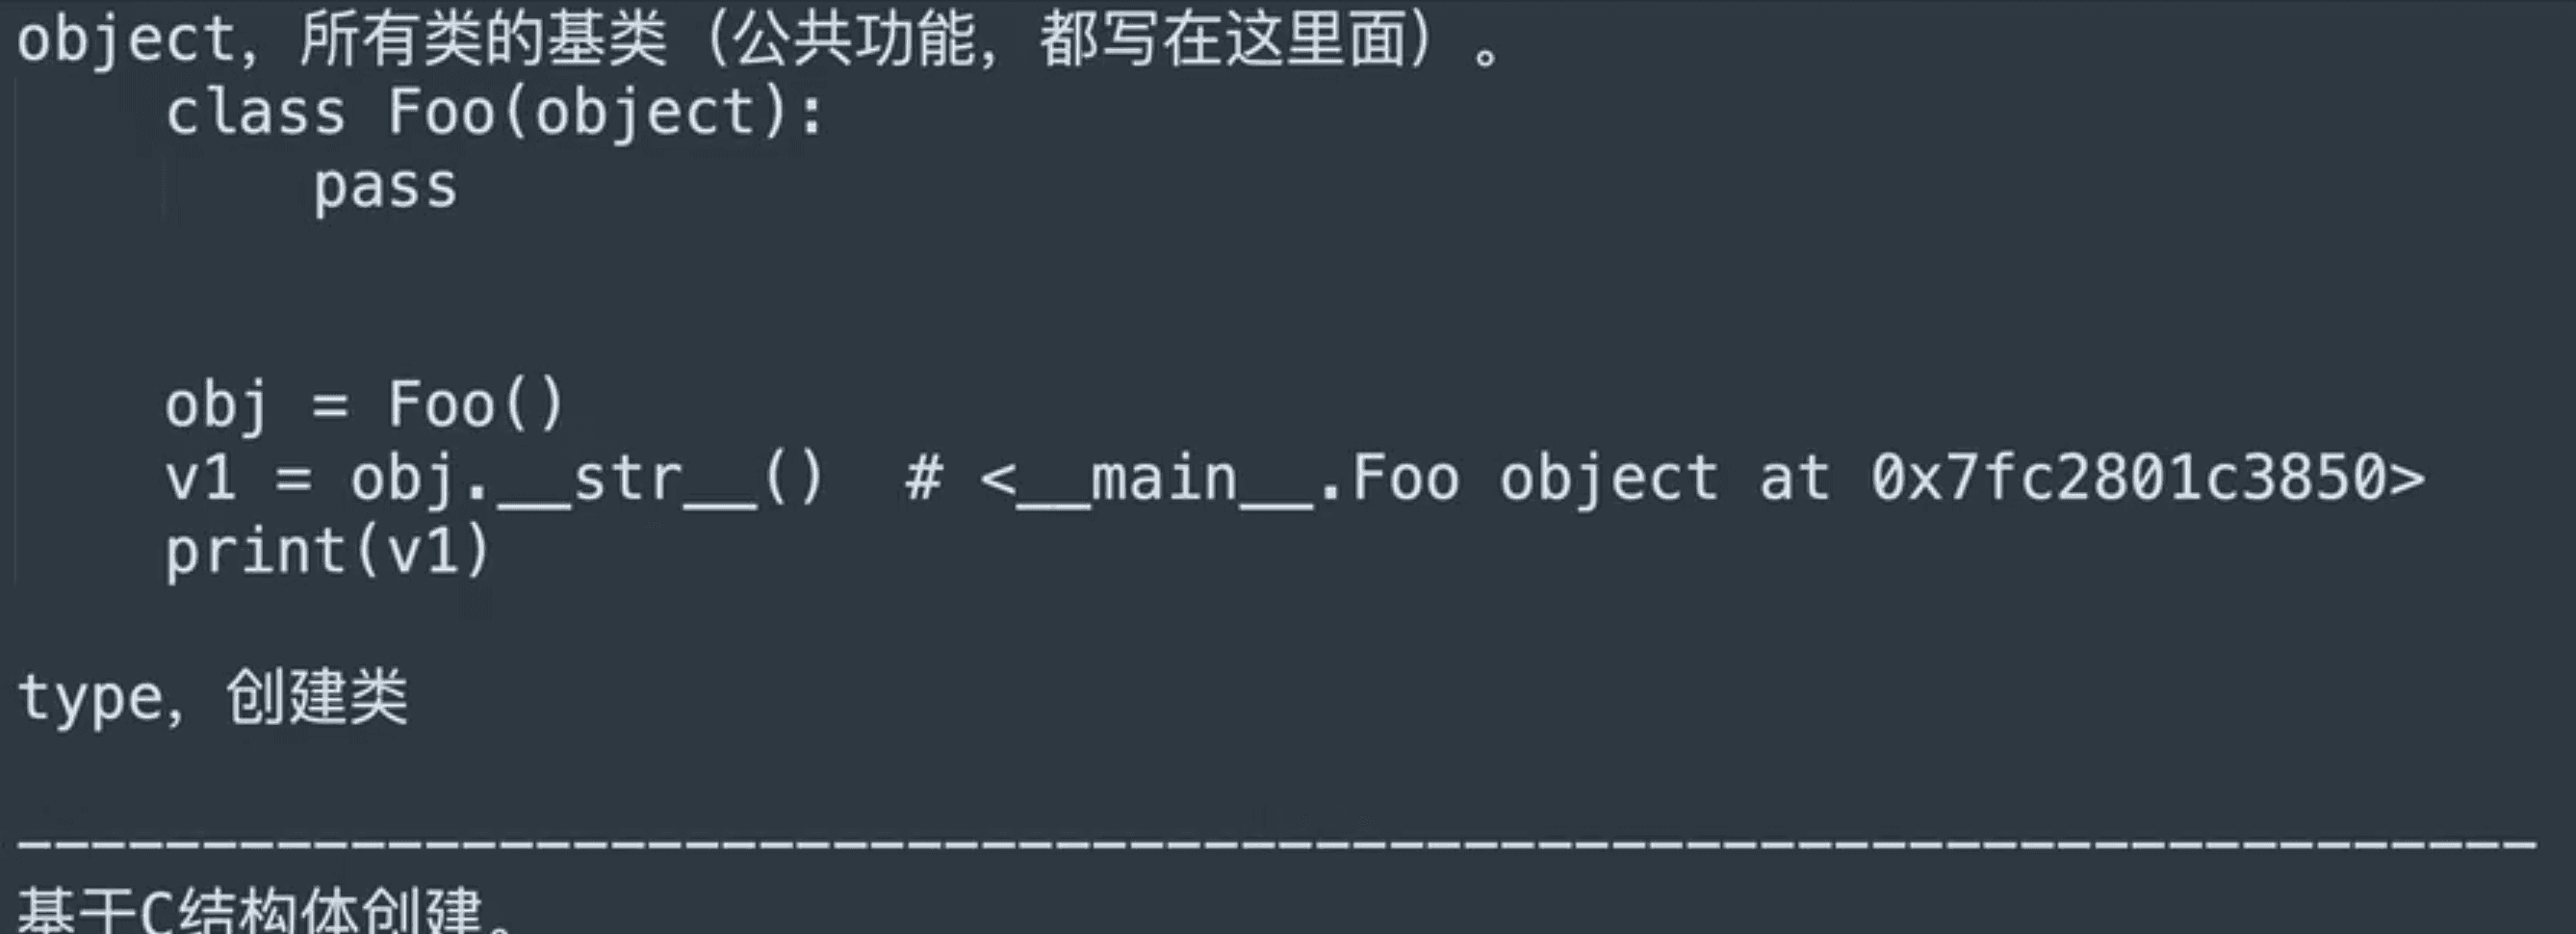 object，所有类的基类（公共功能，都写在这里面）。
class Foo(object):
pass
obj = Foo()
v1 = obj.__str__()  # <__main__.Foo object at 0x7fc2801c3850>
print(v1)
type，创建类
---------------------------------------------------------------------
基于C结构体创建。